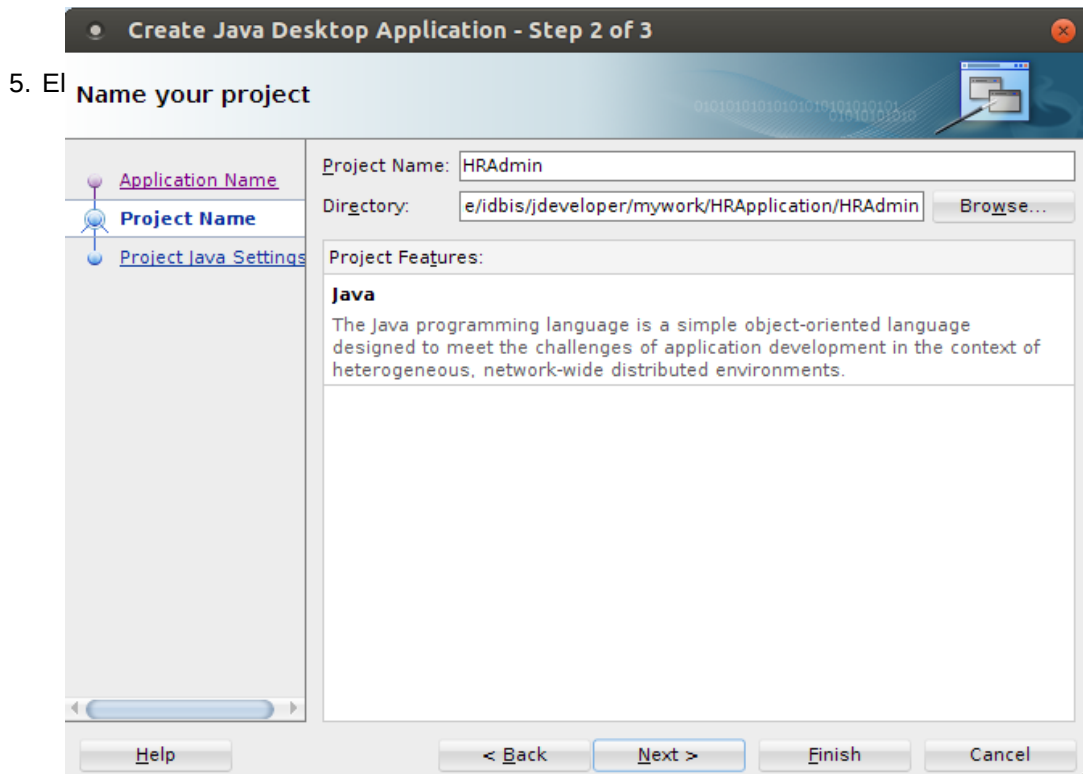 Create Java Desktop Application - Step 2 of 3
5. El
Name your project
Application Name
Project Name
Project Java Settings
Project Name: HRAdmin
Directory: e/idbis/jdeveloper/mywork/HRApplication/HRAdmin Browse...
Project Features:
Java
The Java programming language is a simple object-oriented language
designed to meet the challenges of application development in the context of
heterogeneous, network-wide distributed environments.
Help < Back Next > Finish Cancel